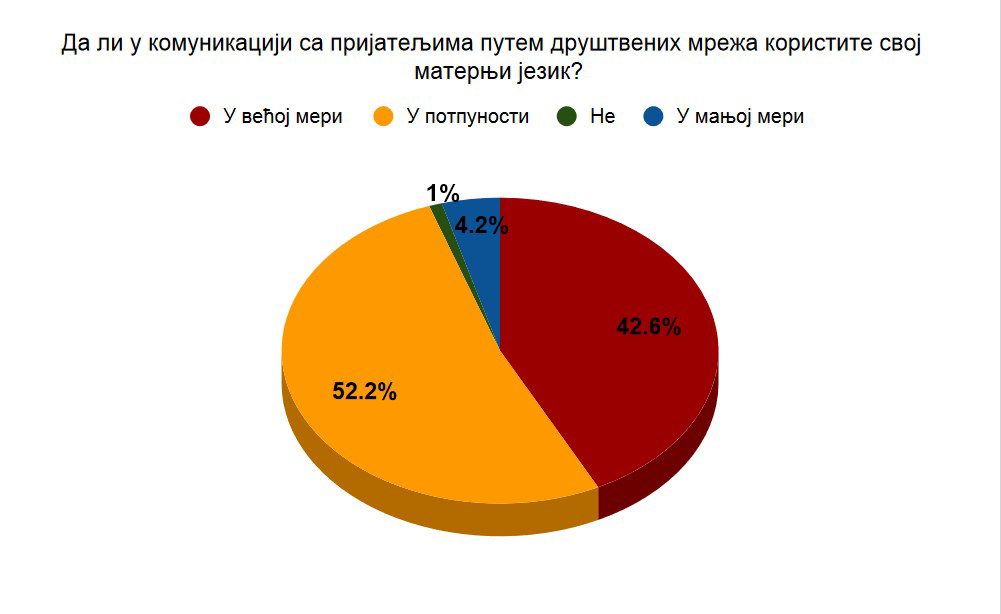 Да ли у комуникацији са пријатељима путем друштвених мрежа користите свој
матерњи језик?
У већој мери У потпуности Не У мањој мери
1%
4.2%
42.6%
52.2%